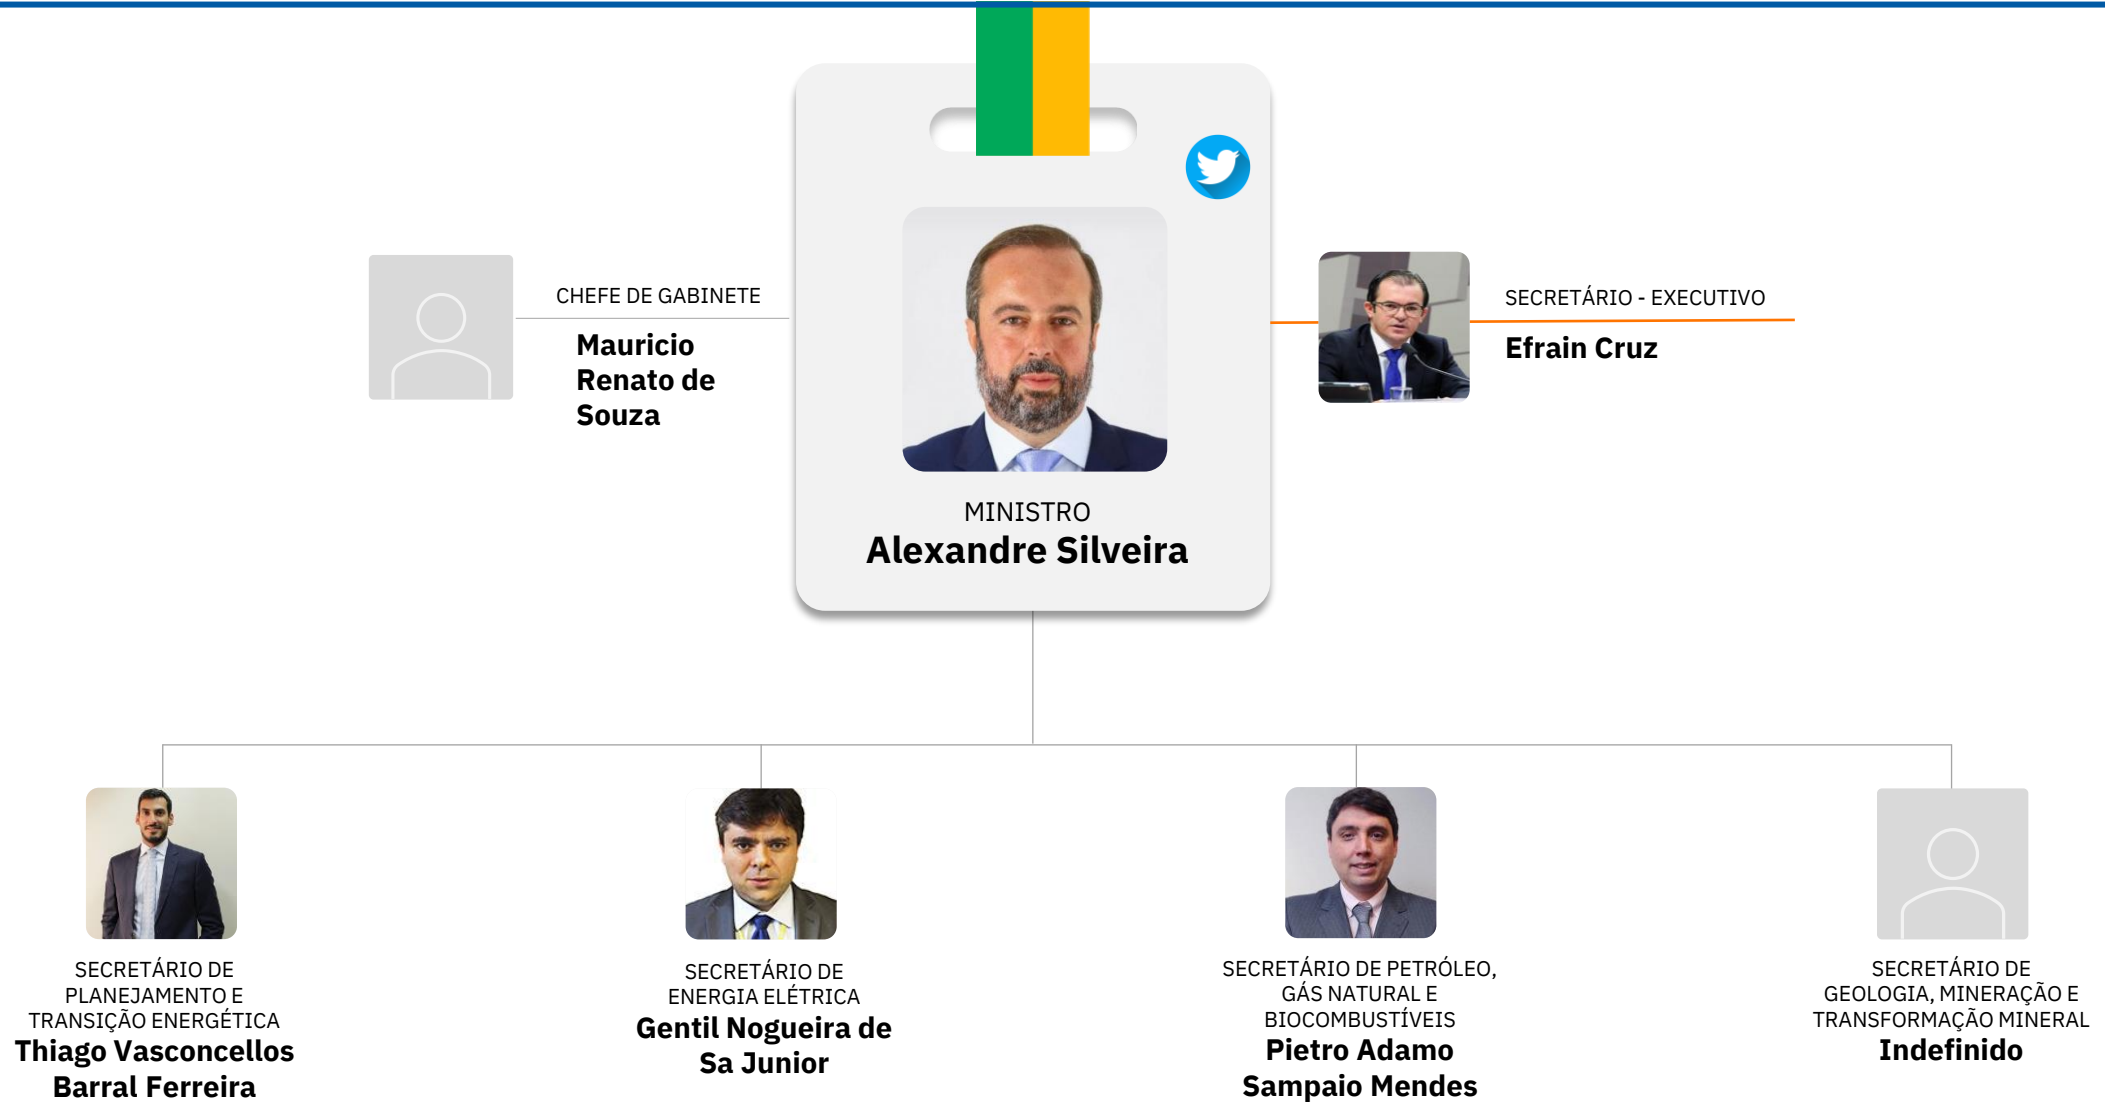 CHEFE DE GABINETE
Mauricio
Renato de
Souza
MINISTRO
Alexandre Silveira
SECRETÁRIO - EXECUTIVO
Efrain Cruz
SECRETÁRIO DE
PLANEJAMENTO E
TRANSIÇÃO ENERGÉTICA
Thiago Vasconcellos
Barral Ferreira
SECRETÁRIO DE
ENERGIA ELÉTRICA
Gentil Nogueira de
Sa Junior
SECRETÁRIO DE PETRÓLEO,
GÁS NATURAL E
BIOCOMBUSTÍVEIS
Pietro Adamo
Sampaio Mendes
SECRETÁRIO DE
GEOLOGIA, MINERAÇÃO E
TRANSFORMAÇÃO MINERAL
Indefinido